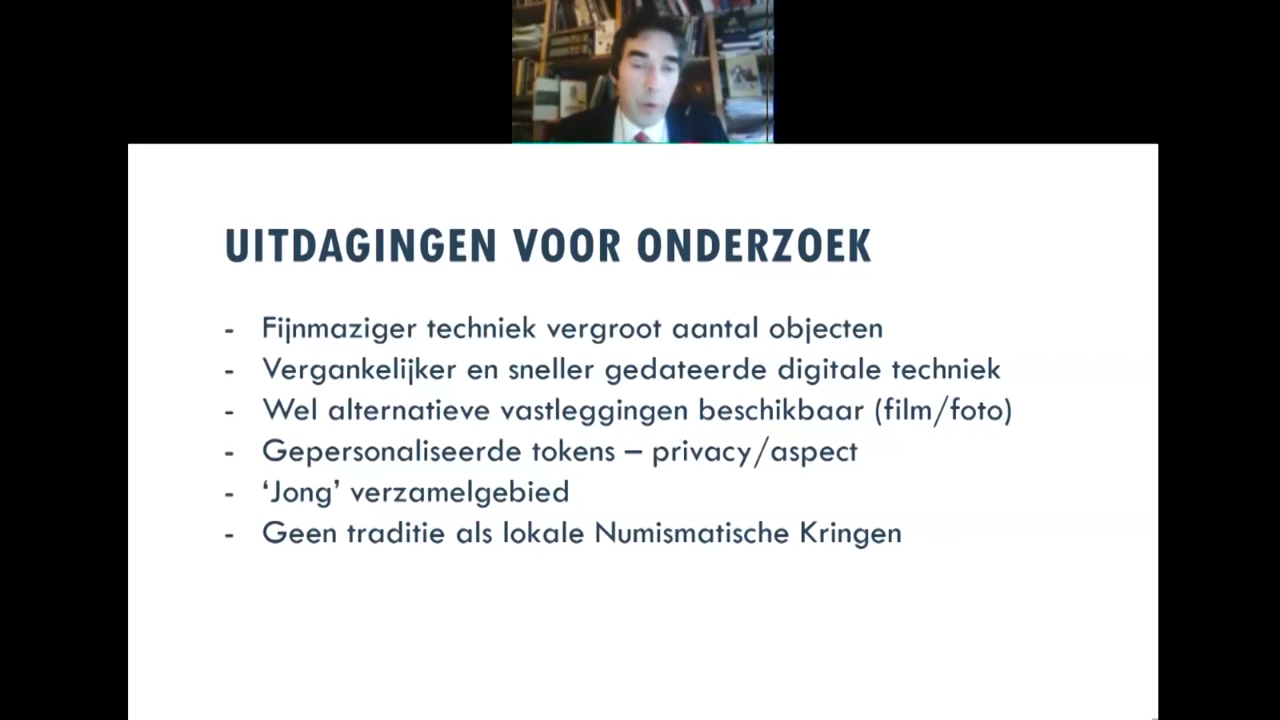 UITDAGINGEN VOOR ONDERZOEK
- Fijnmaziger techniek vergroot aantal objecten
- Vergankelijker en sneller gedateerde digitale techniek
- Wel alternatieve vastleggingen beschikbaar (film/foto)
- Gepersonaliseerde tokens – privacy/aspect
- ‘Jong’ verzamelgebied
- Geen traditie als lokale Numismatische Kringen